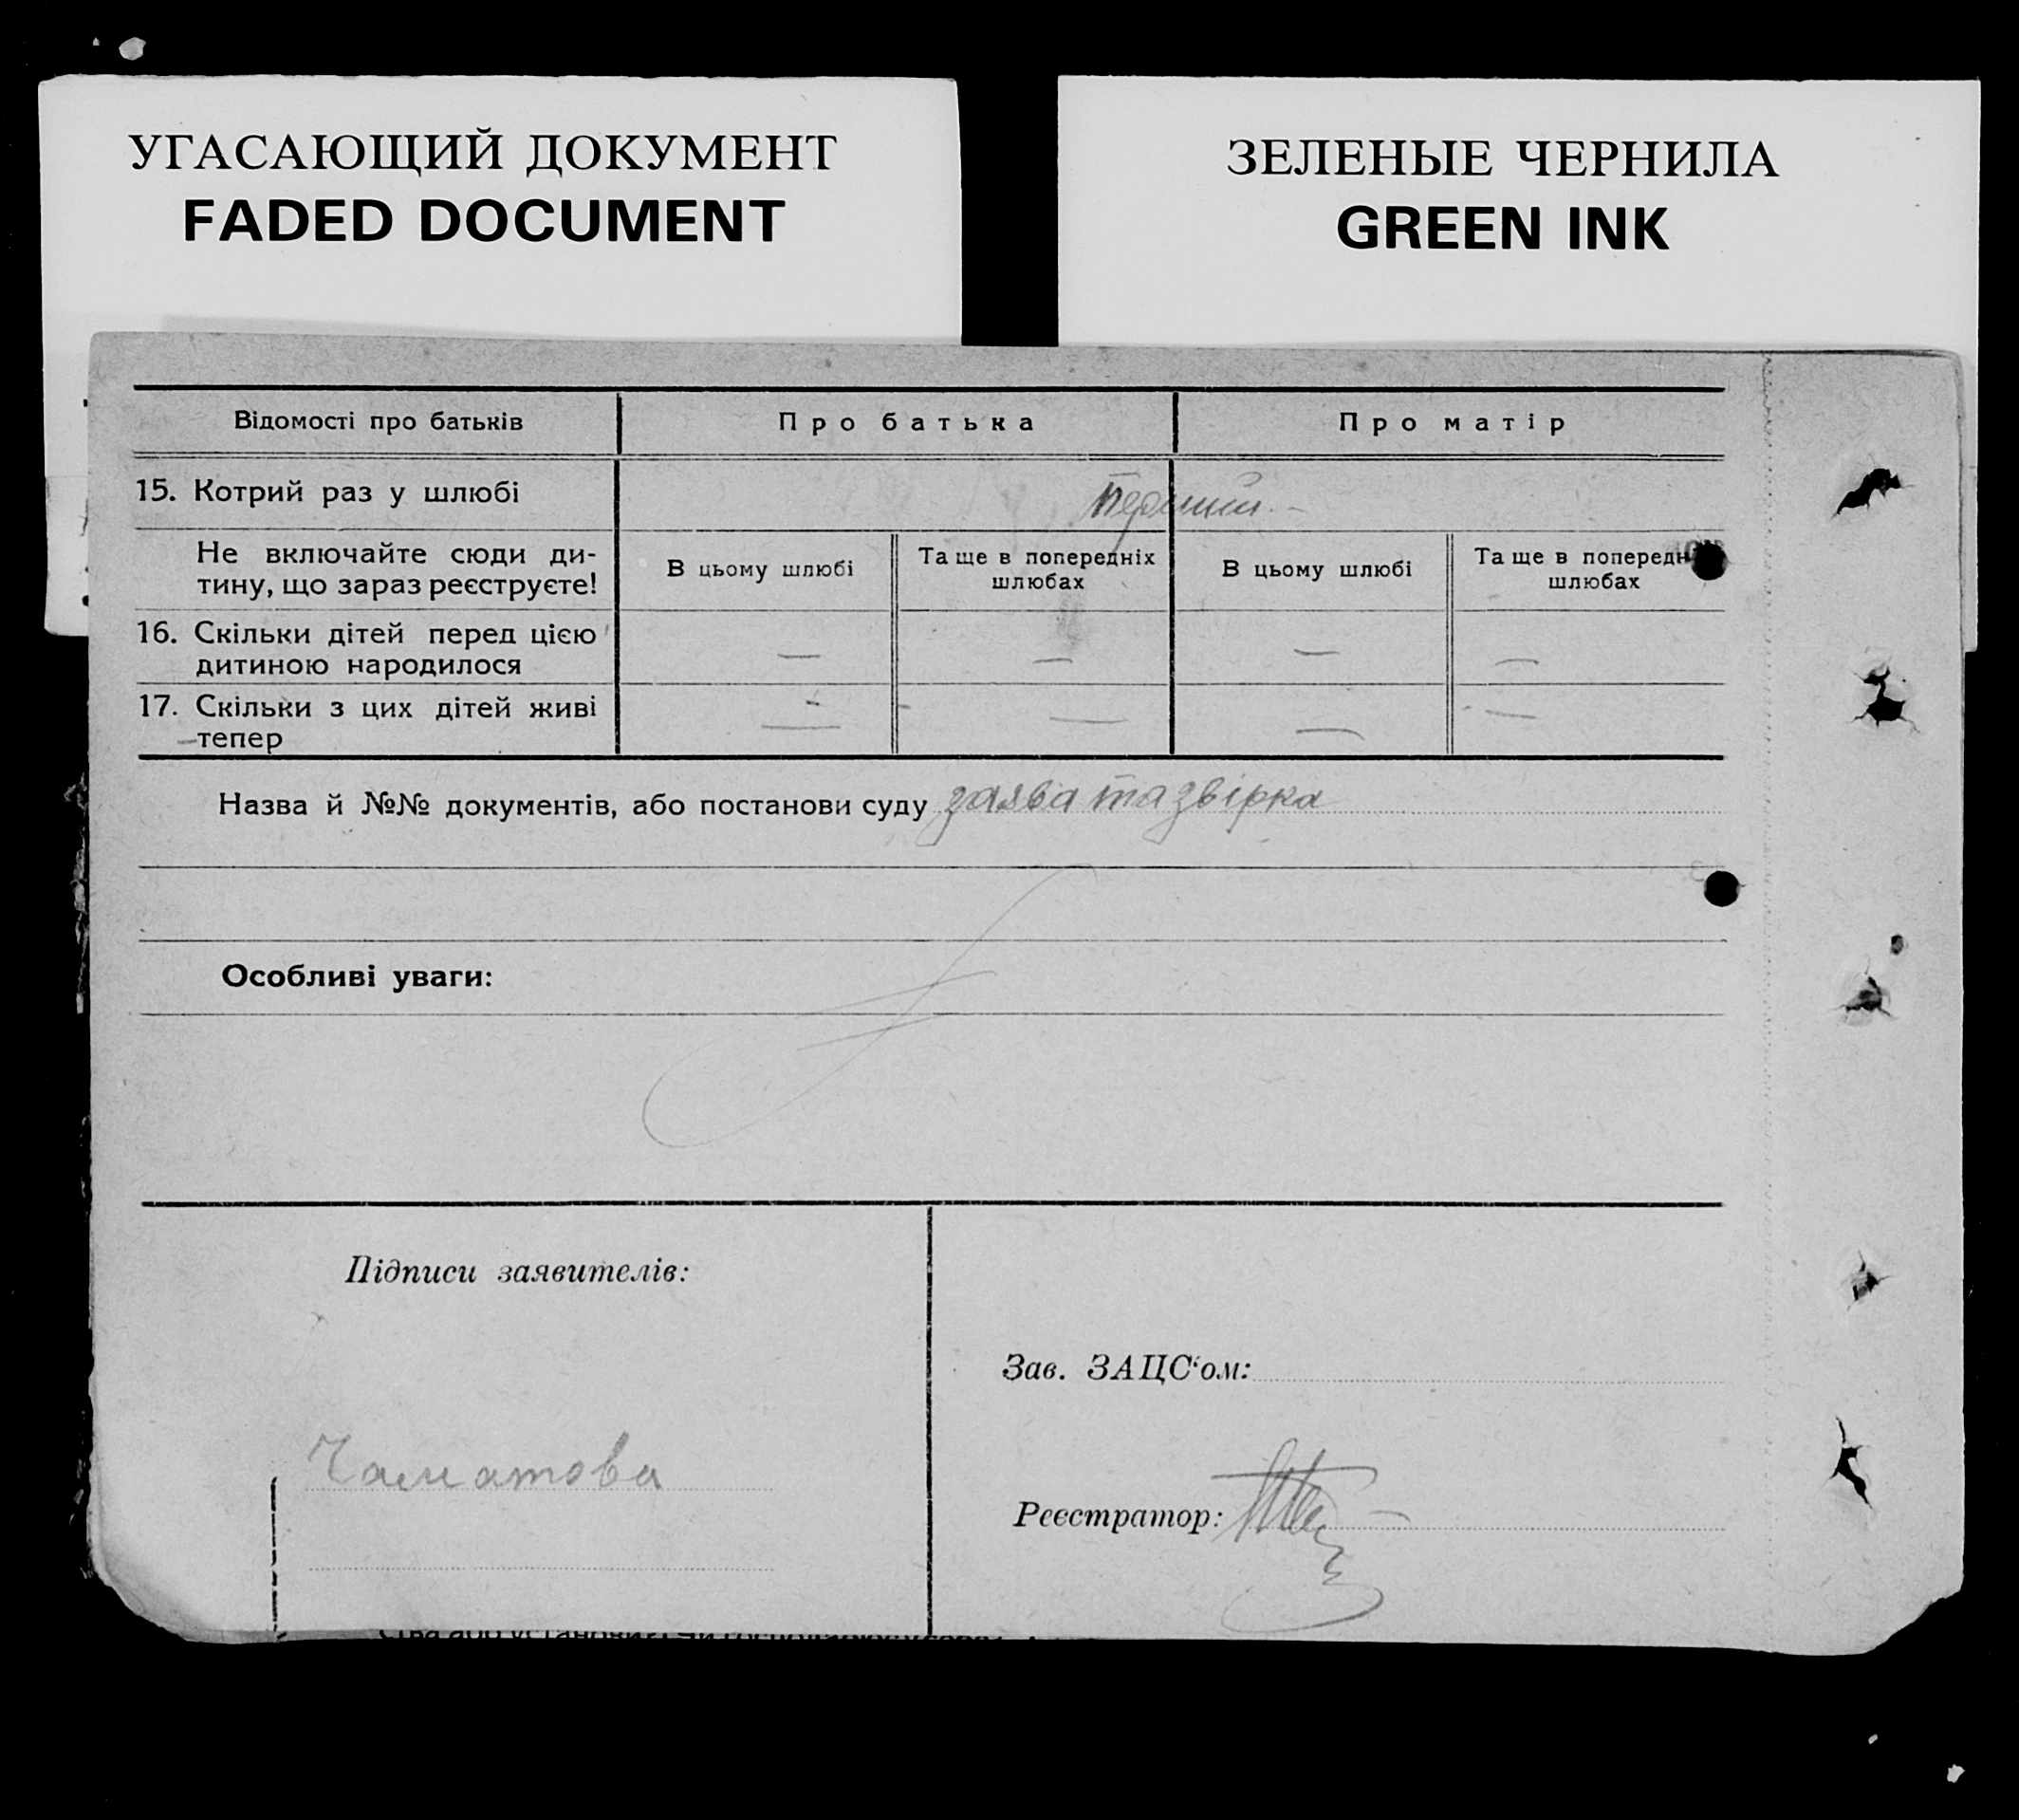 УГАСАЮЩИЙ ДОКУМЕНТ
FADED DOCUMENT
ЗЕЛЕНЫЕ ЧЕРНИЛА
GREEN INK
Відомості про батьків
Про батька
Про матір
15. Котрий раз у шлюбі
перший. –
Не включайте сюди ди-
тину, що зараз реєструєте!
В цьому шлюбі
Та ще в попередніх
шлюбах
В цьому шлюбі
Та ще в попередн
шлюбах
16. Скільки дітей перед цією
дитиною народилося
— — — —
17. Скільки з цих дітей живі
тепер
— — — —
Назва й №№ документів, або постанови суду заява та звірка
Особливі уваги:
Підписи заявителів:
Зав. ЗАЦС‘ом:
Чаматова
Реєстратор: